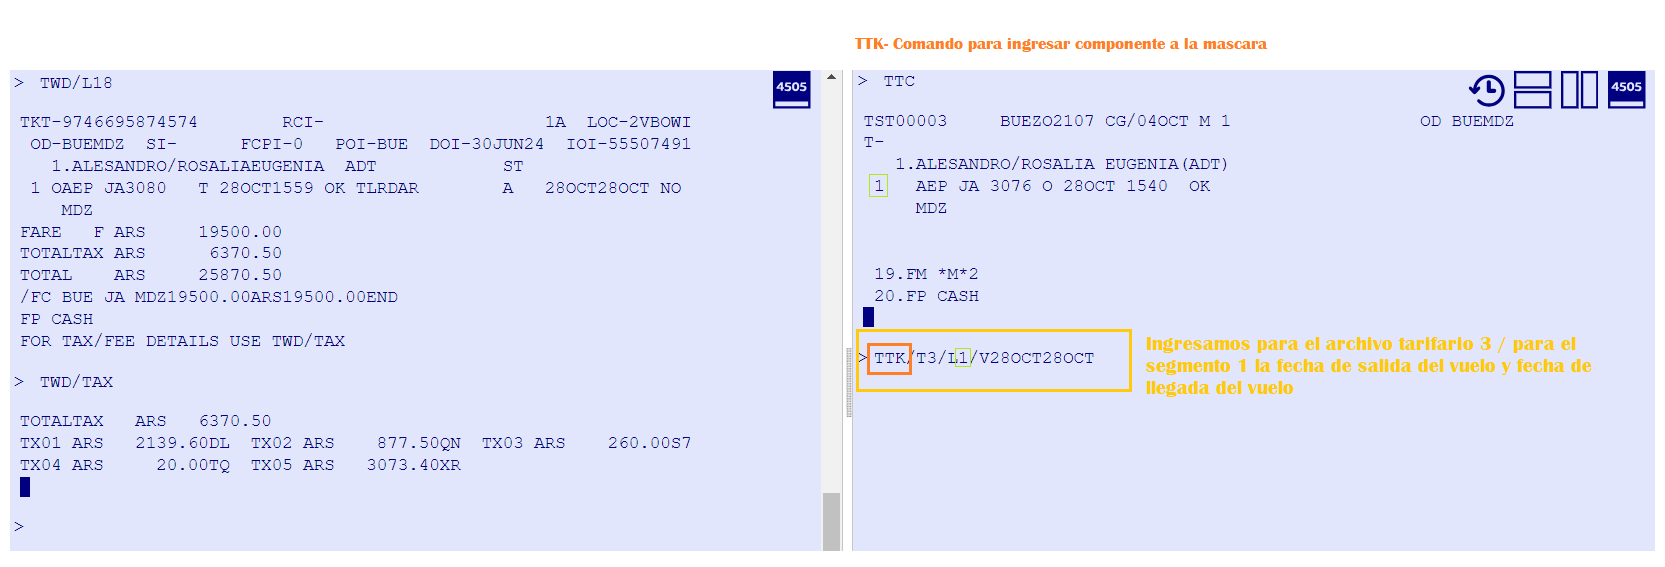 TTK- Comando para ingresar componente a la mascara
> TWD/L18
4505
TKT-9746695874574 RCI- 1A LOC-2VBOWI
OD-BUEMDZ SI- FCPI-0 POI-BUE DOI-30JUN24 IOI-55507491
1.ALESANDRO/ROSALIAEUGENIA ADT ST
1 OAEP JA3080 T 28OCT1559 OK TLRDAR A 28OCT28OCT NO
MDZ
FARE F ARS 19500.00
TOTALTAX ARS 6370.50
TOTAL ARS 25870.50
/FC BUE JA MDZ19500.00ARS19500.00END
FP CASH
FOR TAX/FEE DETAILS USE TWD/TAX
> TWD/TAX
TOTALTAX ARS 6370.50
TX01 ARS 2139.60DL TX02 ARS 877.50QN TX03 ARS 260.00S7
TX04 ARS 20.00TQ TX05 ARS 3073.40XR
>
> TTC
4505
TST00003 BUEZO2107 CG/04OCT M 1 OD BUEMDZ
T-
1.ALESANDRO/ROSALIA EUGENIA(ADT)
1 AEP JA 3076 O 28OCT 1540 OK
MDZ
19.FM *M*2
20.FP CASH
> TTK/T3/L1/V28OCT28OCT
Ingresamos para el archivo tarifario 3 / para el
segmento 1 la fecha de salida del vuelo y fecha de
llegada del vuelo